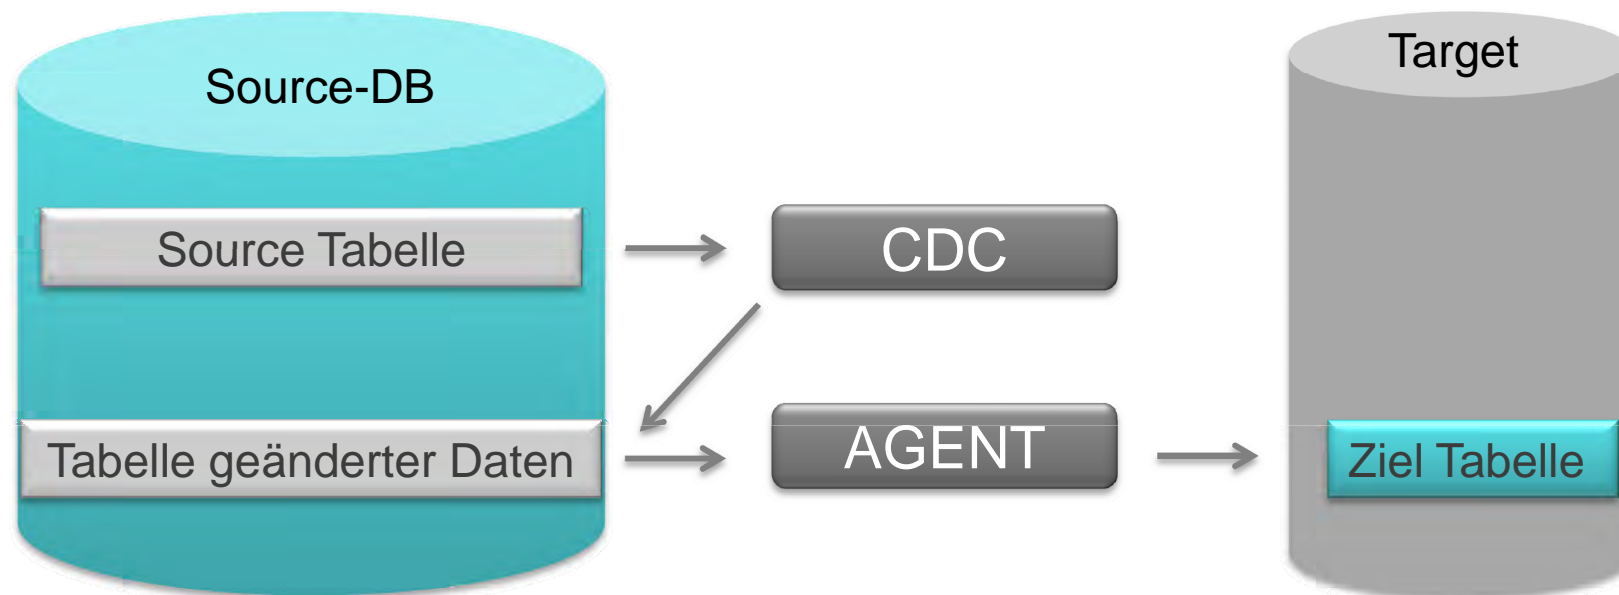 Source-DB
Target
Source Tabelle
CDC
Tabelle geänderter Daten
AGENT
Ziel Tabelle